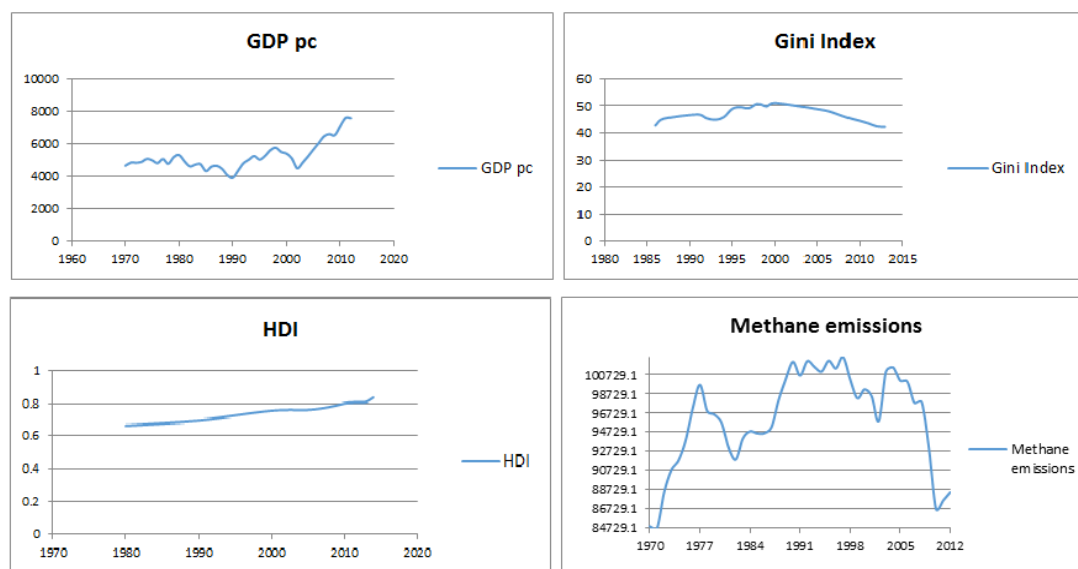 GDP pc
10000
8000
6000
4000
2000
0
1960 1970 1980 1990 2000 2010 2020
GDP pc
Gini Index
60
50
40
30
20
10
0
1980 1985 1990 1995 2000 2005 2010 2015
Gini Index
HDI
1
0.8
0.6
0.4
0.2
0
1970 1980 1990 2000 2010 2020
HDI
Methane emissions
100729.1
98729.1
96729.1
94729.1
92729.1
90729.1
88729.1
86729.1
84729.1
1970 1977 1984 1991 1998 2005 2012
Methane
emissions